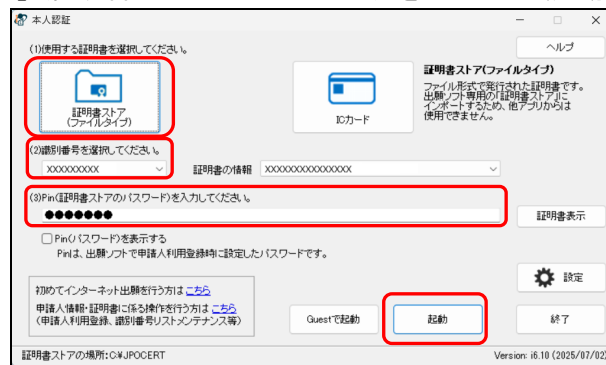 本人認証
(1)使用する証明書を選択してください。
ヘルプ
証明書ストア
(ファイルタイプ)
ICカード
証明書ストア(ファイルタイプ)
ファイル形式で発行された証明書です。
出願ソフト専用の「証明書ストア」に
インポートするため、他アプリからは
使用できません。
(2)識別番号を選択してください。
XXXXXXXXX
証明書の情報
XXXXXXXXXXXXXXX
(3)Pin(証明書ストアのパスワード)を入力してください。
●●●●●●●
証明書表示
Pin(パスワード)を表示する
Pinは、出願ソフトで申請人利用登録時に設定したパスワードです。
初めてインターネット出願を行う方は こちら
申請人情報・証明書に係る操作を行う方は こちら
(申請人利用登録、識別番号リストメンテナンス等)
Guestで起動
起動
設定
終了
証明書ストアの場所:C:¥JPOCERT
Version: i6.10 (2025/07/02)